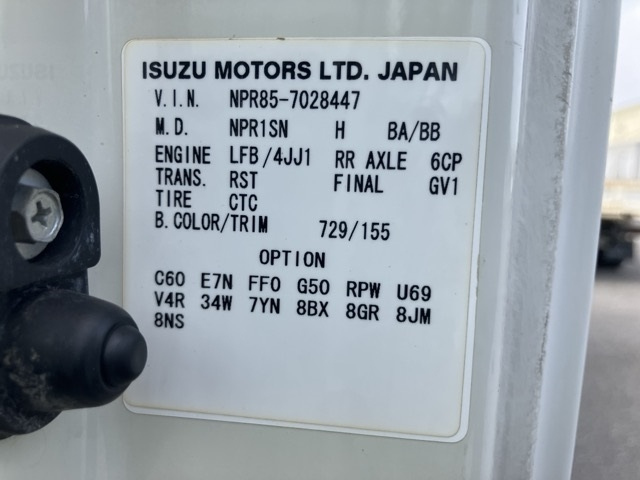 ISUZU MOTORS LTD. JAPAN
V.I.N. NPR85-7028447
M.D. NPR1SN H BA/BB
ENGINE LFB/4JJ1 RR AXLE 6CP
TRANS. RST FINAL GV1
TIRE CTC
B.COLOR/TRIM 729/155
OPTION
C60 E7N FF0 G50 RPW U69
V4R 34W 7YN 8BX 8GR 8JM
8NS